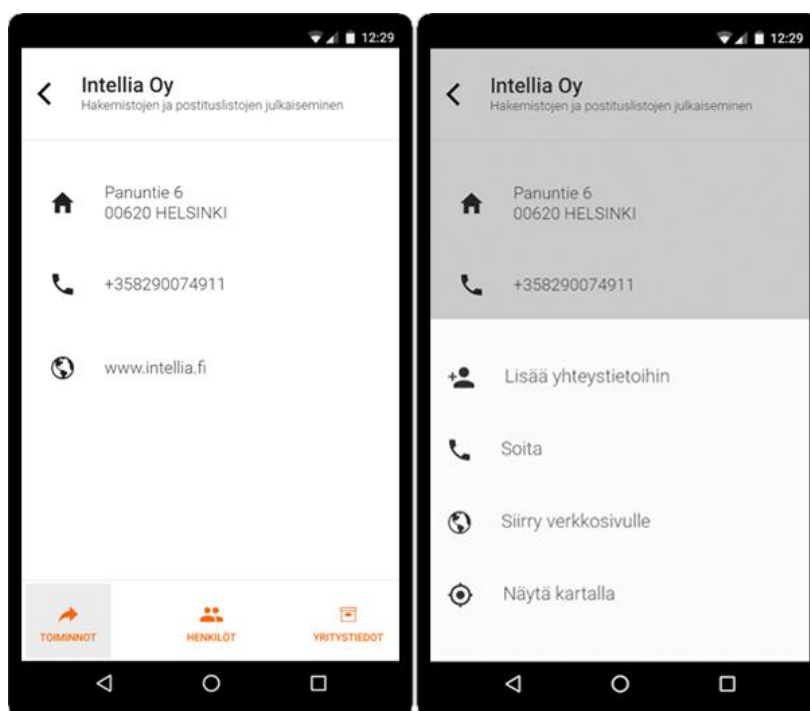 12:29
Intellia Oy
Hakemistojen ja postituslistojen julkaiseminen
Panuntie 6
00620 HELSINKI
+358290074911
www.intellia.fi
TOIMINNOT
HENKILÖT
YRITYSTIEDOT
12:29
Intellia Oy
Hakemistojen ja postituslistojen julkaiseminen
Panuntie 6
00620 HELSINKI
+358290074911
Lisää yhteystietoihin
Soita
Siirry verkkosivulle
Näytä kartalla